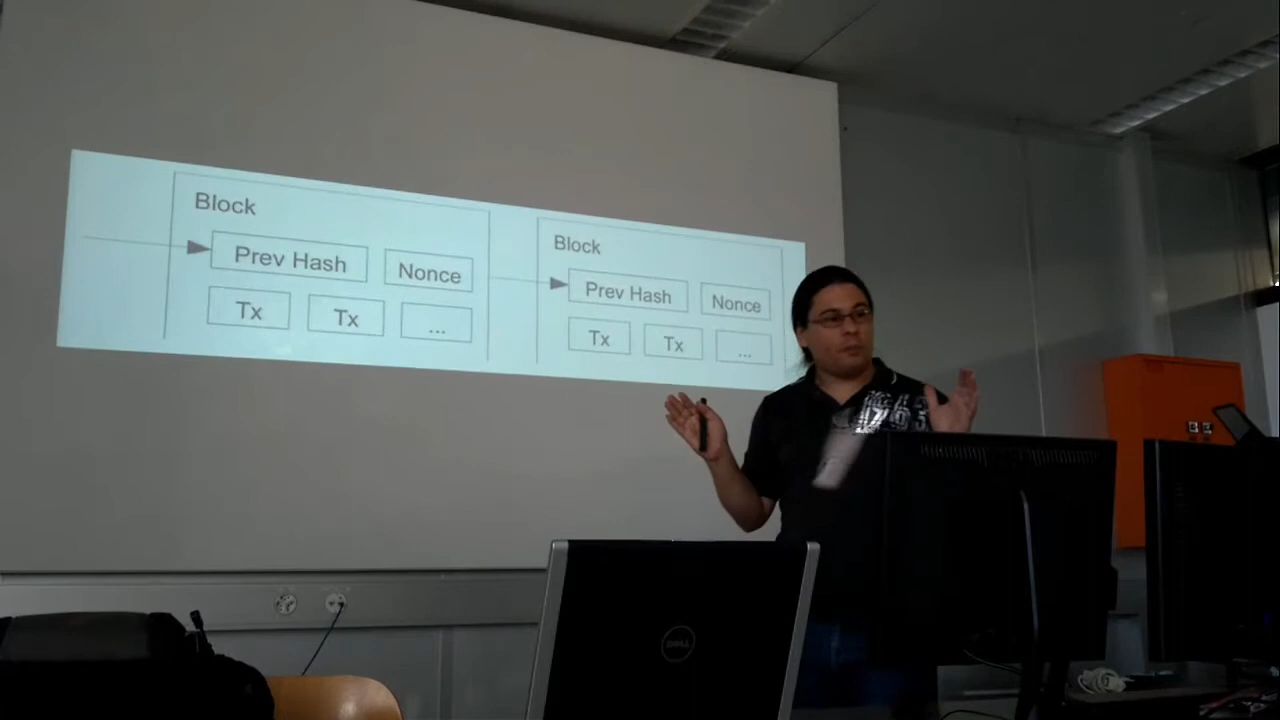 Block
Prev Hash
Nonce
Tx
Tx
...
Block
Prev Hash
Nonce
Tx
Tx
...
DELL